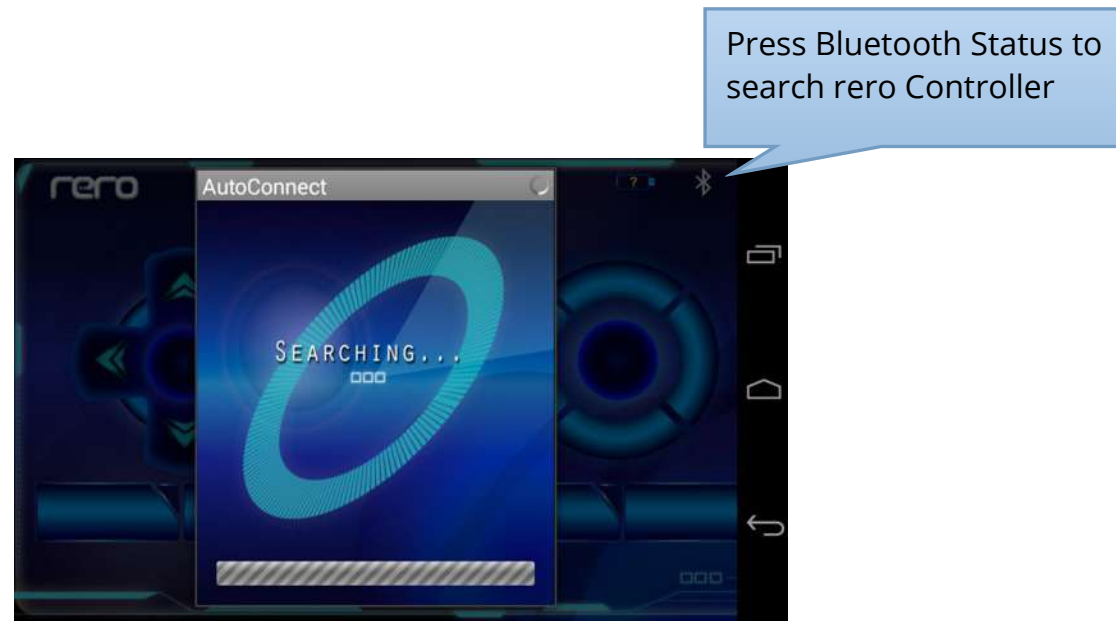 Press Bluetooth Status to
search rero Controller
rero
AutoConnect
?
SEARCHING...